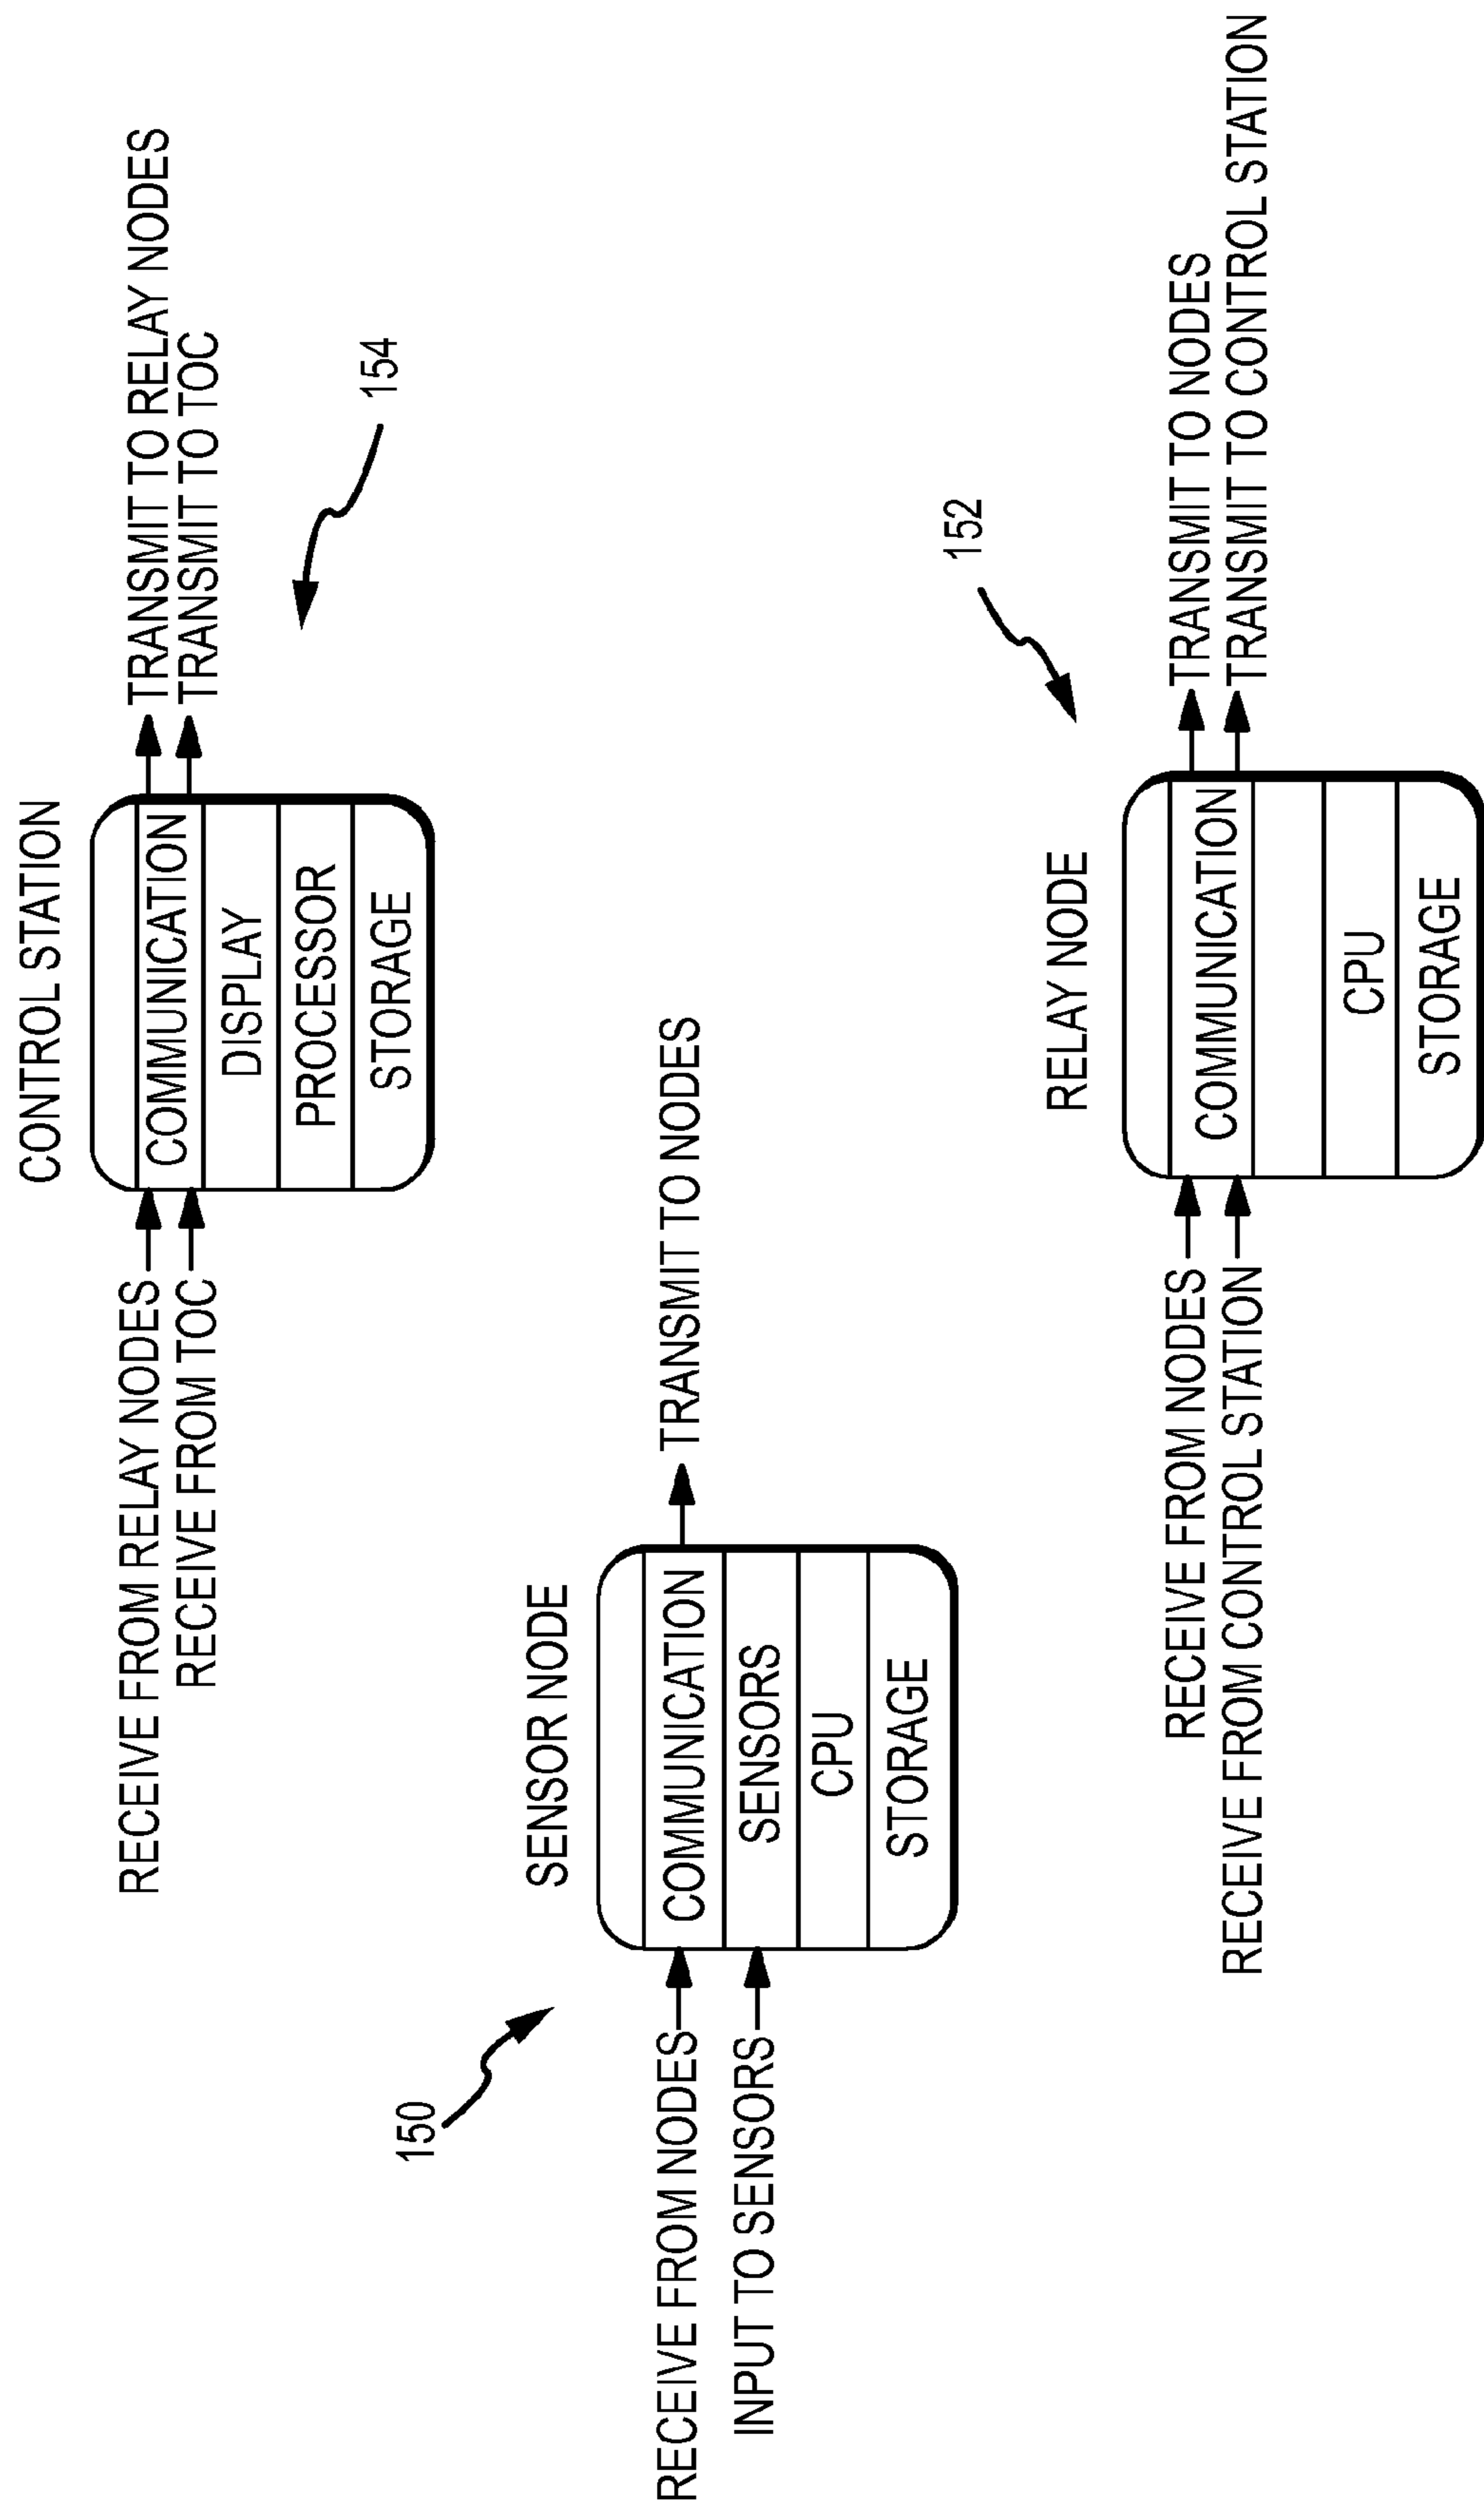 CONTROL STATION
RECEIVE FROM RELAY NODES
RECEIVE FROM TOC
COMMUNICATION
DISPLAY
PROCESSOR
STORAGE
TRANSMIT TO RELAY NODES
TRANSMIT TO TOC
154
150
SENSOR NODE
RECEIVE FROM NODES
INPUT TO SENSORS
COMMUNICATION
SENSORS
CPU
STORAGE
TRANSMIT TO NODES
152
RELAY NODE
RECEIVE FROM NODES
RECEIVE FROM CONTROL STATION
COMMUNICATION
CPU
STORAGE
TRANSMIT TO NODES
TRANSMIT TO CONTROL STATION